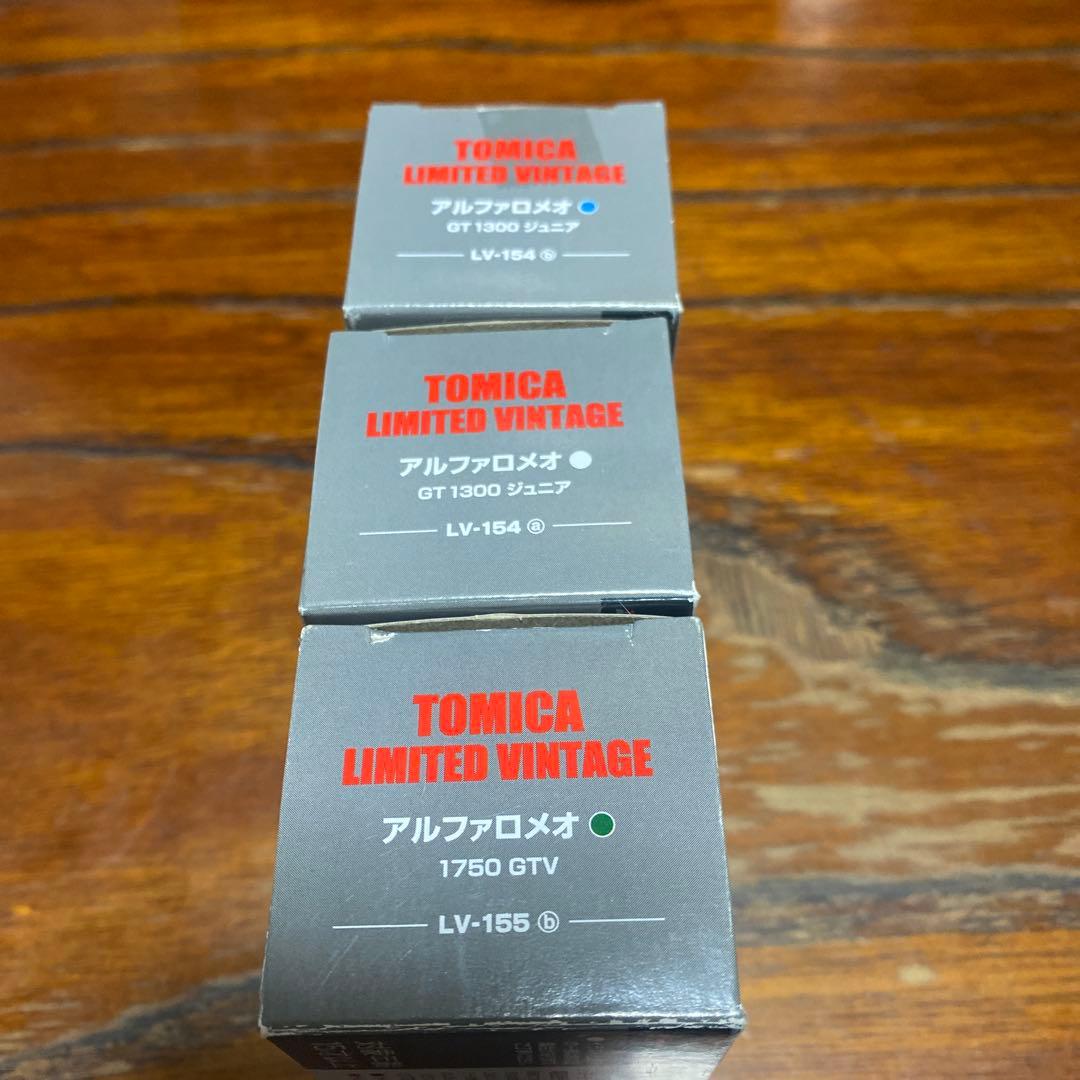 TOMICA
LIMITED VINTAGE
アルファロメオ
GT 1300 ジュニア
LV-154 ⓑ
TOMICA
LIMITED VINTAGE
アルファロメオ
GT 1300 ジュニア
LV-154 ⓐ
TOMICA
LIMITED VINTAGE
アルファロメオ
1750 GTV
LV-155 ⓑ